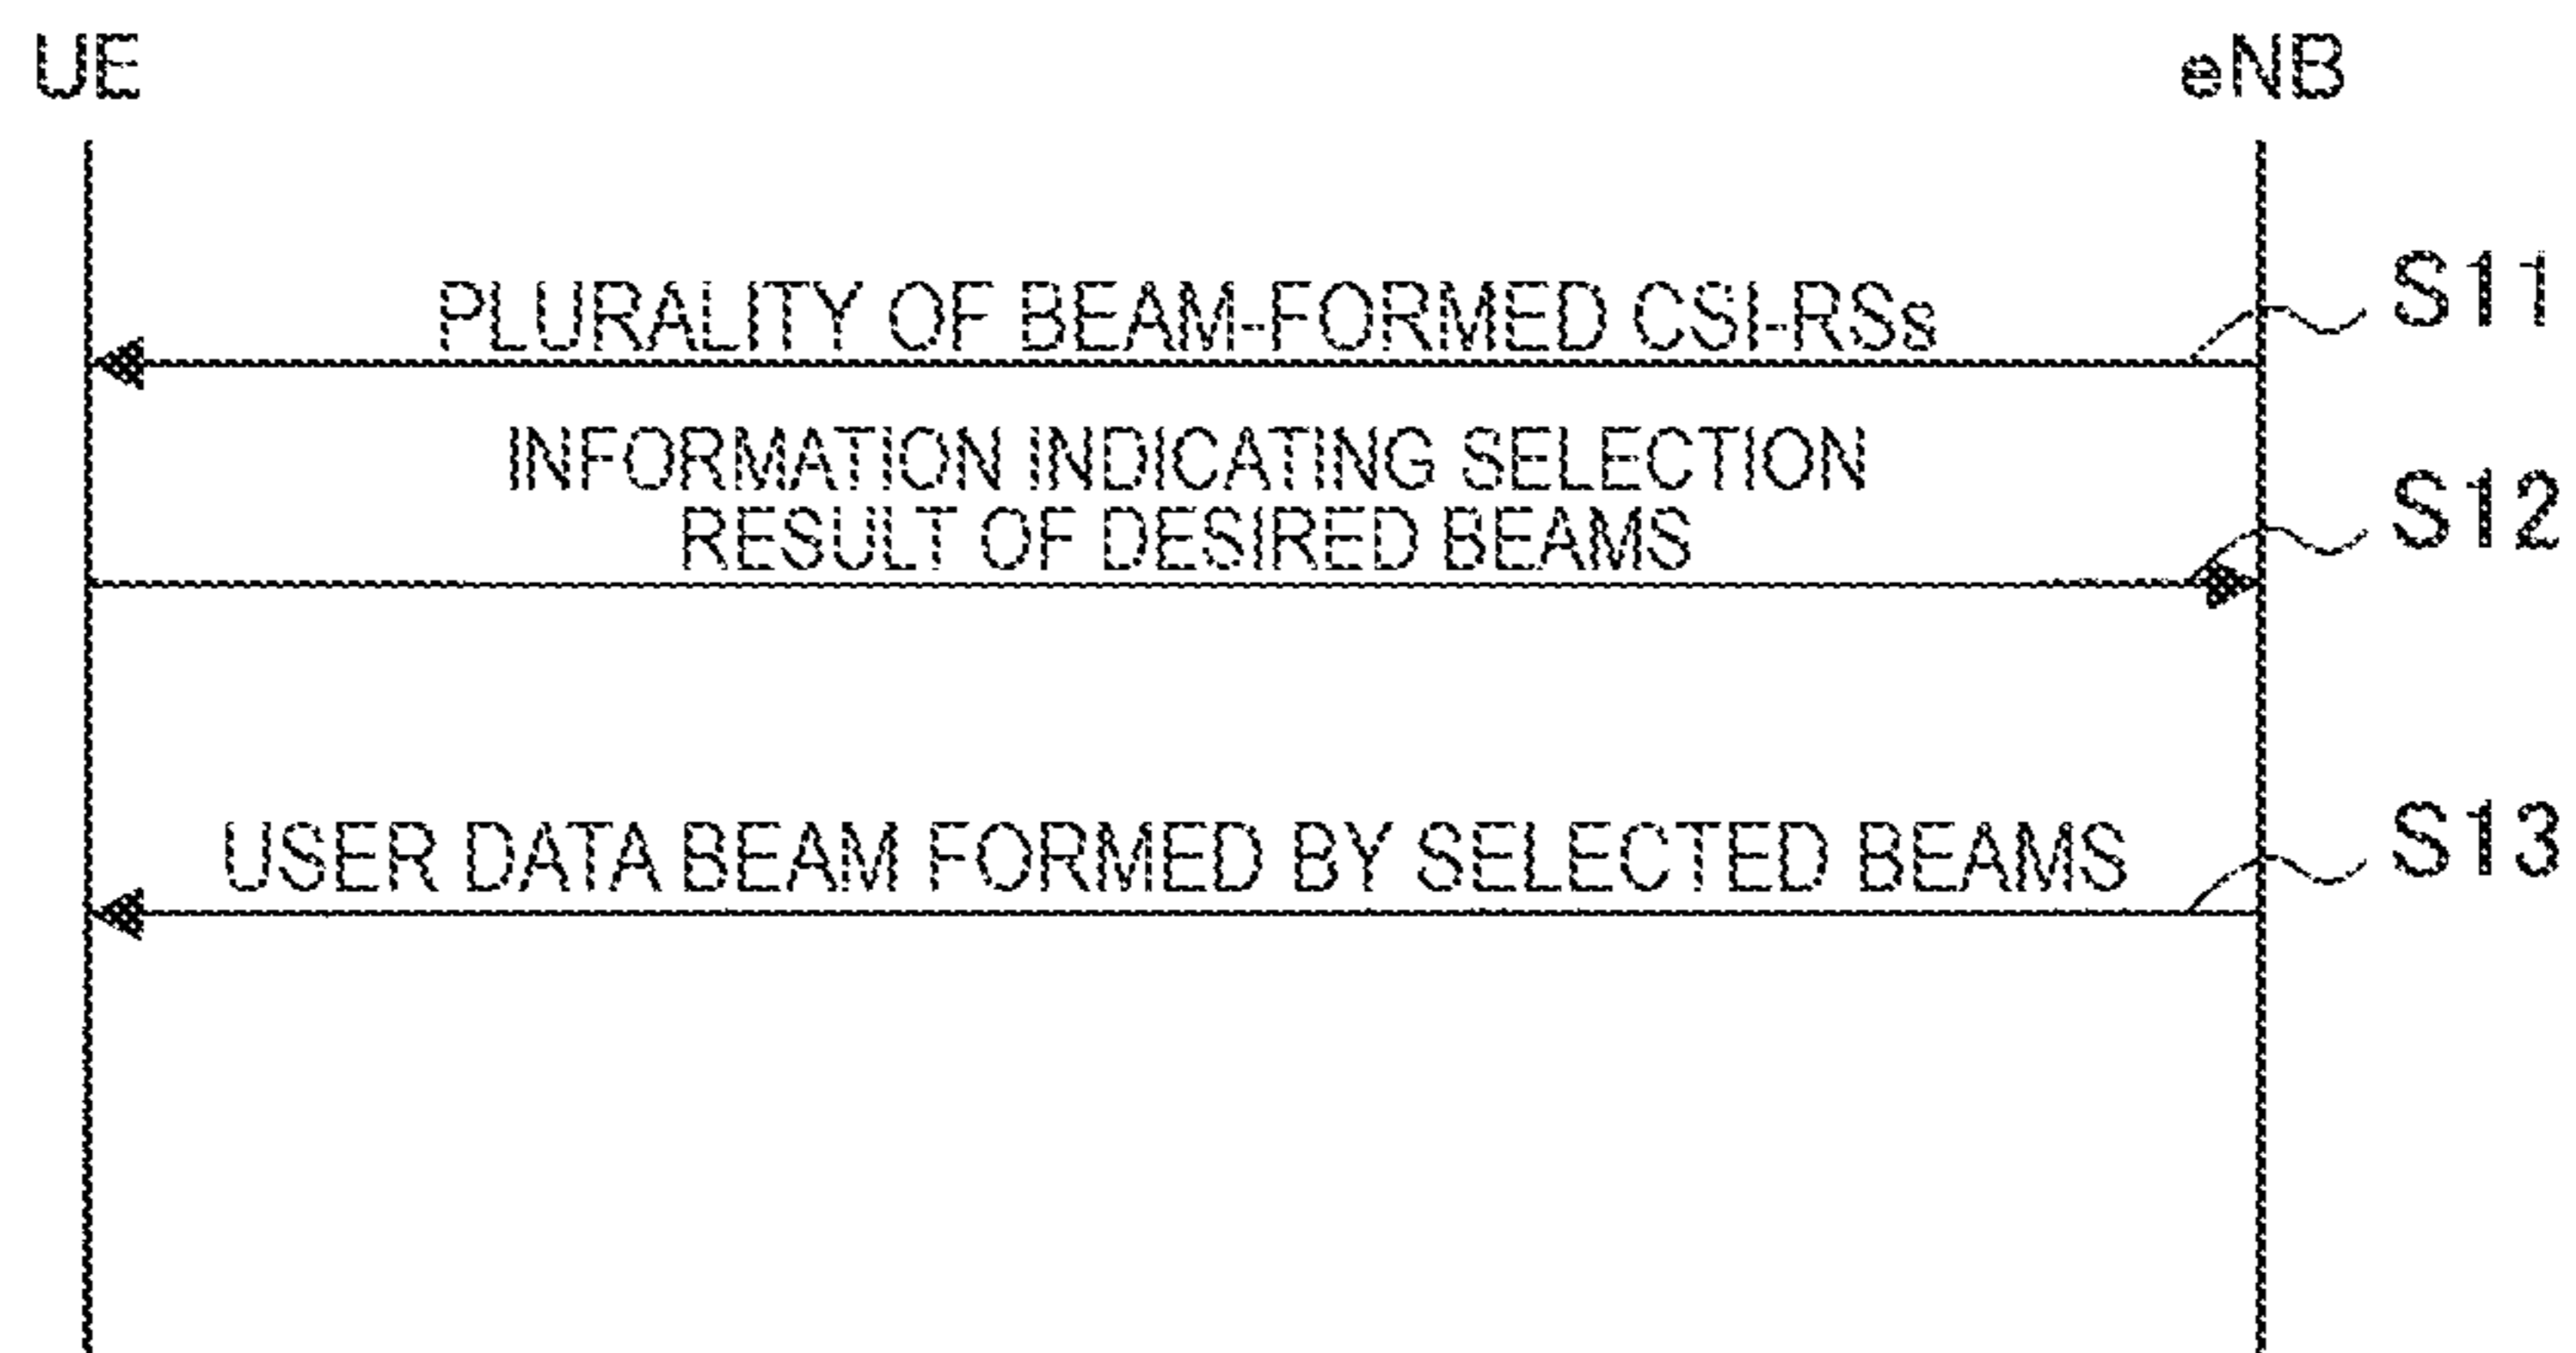 UE
eNB
PLURALITY OF BEAM-FORMED CSI-RSs
S11
INFORMATION INDICATING SELECTION
RESULT OF DESIRED BEAMS
S12
USER DATA BEAM FORMED BY SELECTED BEAMS
S13